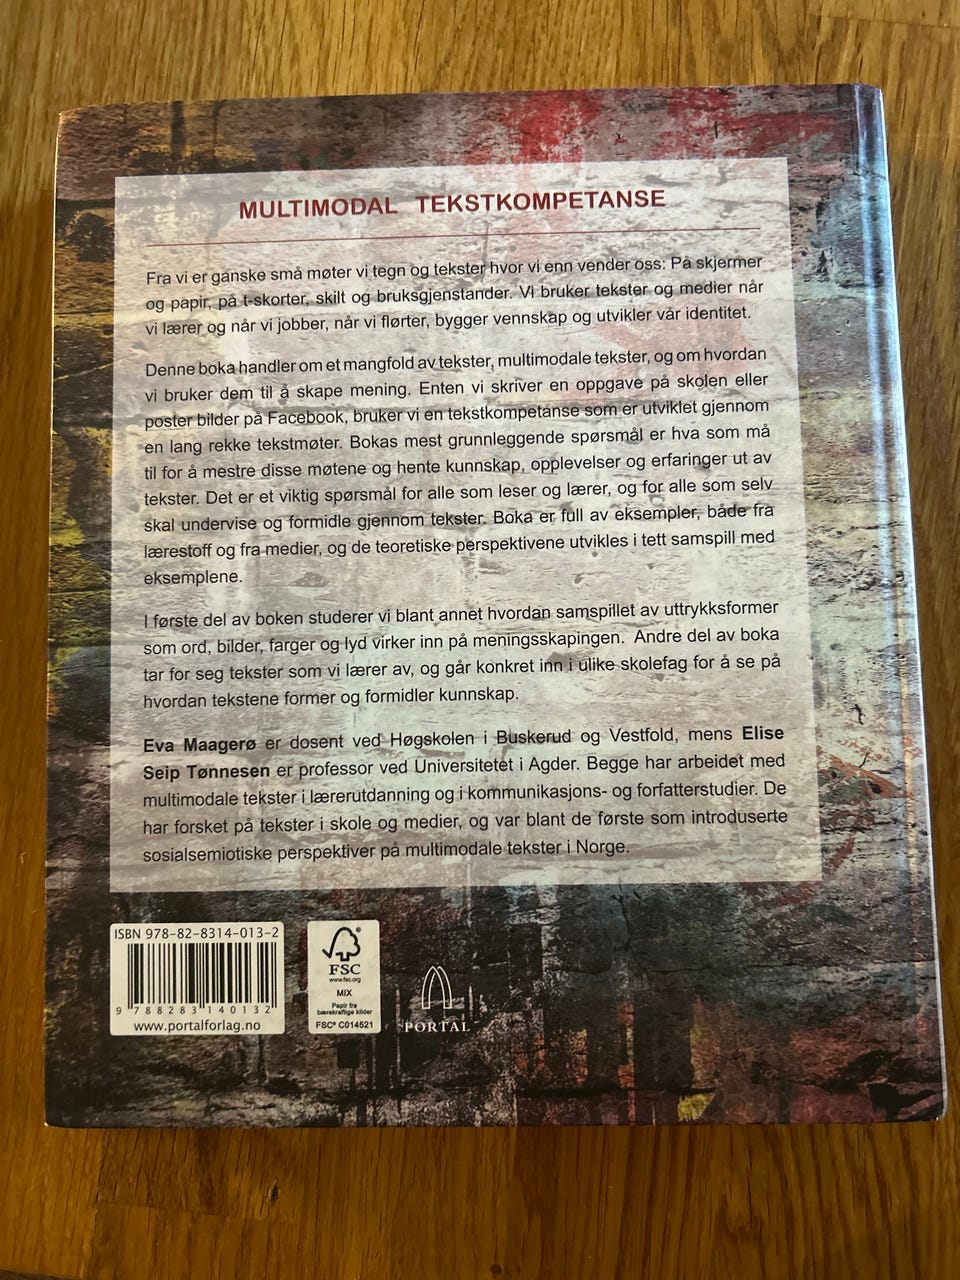 MULTIMODAL TEKSTKOMPETANSE
Fra vi er ganske små møter vi tegn og tekster hvor vi enn vender oss: På skjermer
og papir, på t-skorter, skilt og bruksgjenstander. Vi bruker tekster og medier når
vi lærer og når vi jobber, når vi flørter, bygger vennskap og utvikler vår identitet.
Denne boka handler om et mangfold av tekster, multimodale tekster, og om hvordan
vi bruker dem til å skape mening. Enten vi skriver en oppgave på skolen eller
poster bilder på Facebook, bruker vi en tekstkompetanse som er utviklet gjennom
en lang rekke tekstmøter. Bokas mest grunnleggende spørsmål er hva som må
til for å mestre disse møtene og hente kunnskap, opplevelser og erfaringer ut av
tekster. Det er et viktig spørsmål for alle som leser og lærer, og for alle som selv
skal undervise og formidle gjennom tekster. Boka er full av eksempler, både fra
lærestoff og fra medier, og de teoretiske perspektivene utvikles i tett samspill med
eksemplene.
I første del av boken studerer vi blant annet hvordan samspillet av uttrykksformer
som ord, bilder, farger og lyd virker inn på meningsskapingen. Andre del av boka
tar for seg tekster som vi lærer av, og går konkret inn i ulike skolefag for å se på
hvordan tekstene former og formidler kunnskap.
Eva Maagerø er dosent ved Høgskolen i Buskerud og Vestfold, mens Elise
Seip Tønnesen er professor ved Universitetet i Agder. Begge har arbeidet med
multimodale tekster i lærerutdanning og i kommunikasjons- og forfatterstudier. De
har forsket på tekster i skole og medier, og var blant de første som introduserte
sosialsemiotiske perspektiver på multimodale tekster i Norge.
ISBN 978-82-8314-013-2
9 788283 140132
www.portalforlag.no
FSC
www.fsc.org
MIX
Papir fra
bærekraftige kilder
FSC® C014521
PORTAL